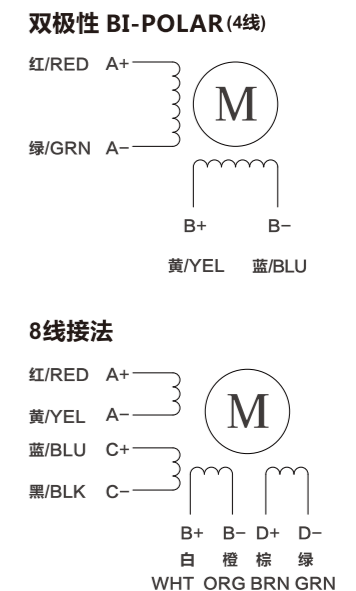 双极性 BI-POLAR (4线)
红/RED A+
M
绿/GRN A−
B+ B−
黄/YEL 蓝/BLU
8线接法
红/RED A+
M
黄/YEL A−
蓝/BLU C+
黑/BLK C−
B+ B− D+ D−
白 橙 棕 绿
WHT ORG BRN GRN